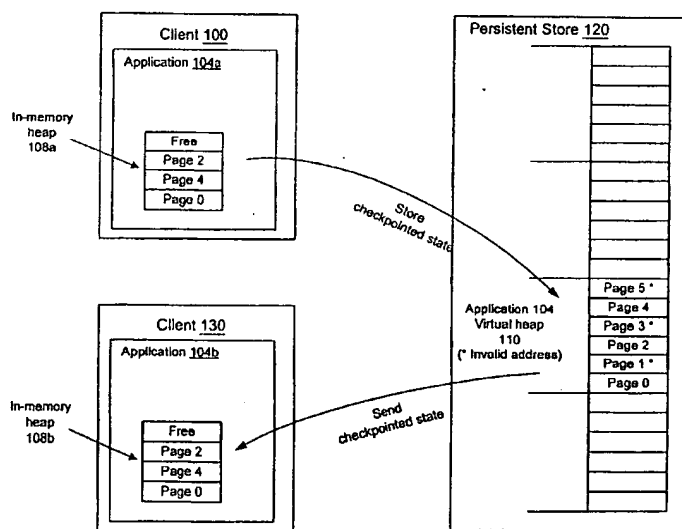 Client 100
Application 104a
In-memory
heap
108a
Free
Page 2
Page 4
Page 0
Store
checkpointed state
Persistent Store 120
Page 5 *
Page 4
Page 3 *
Page 2
Page 1 *
Page 0
Application 104
Virtual heap
110
(* Invalid address)
Send
checkpointed state
Client 130
Application 104b
In-memory
heap
108b
Free
Page 2
Page 4
Page 0